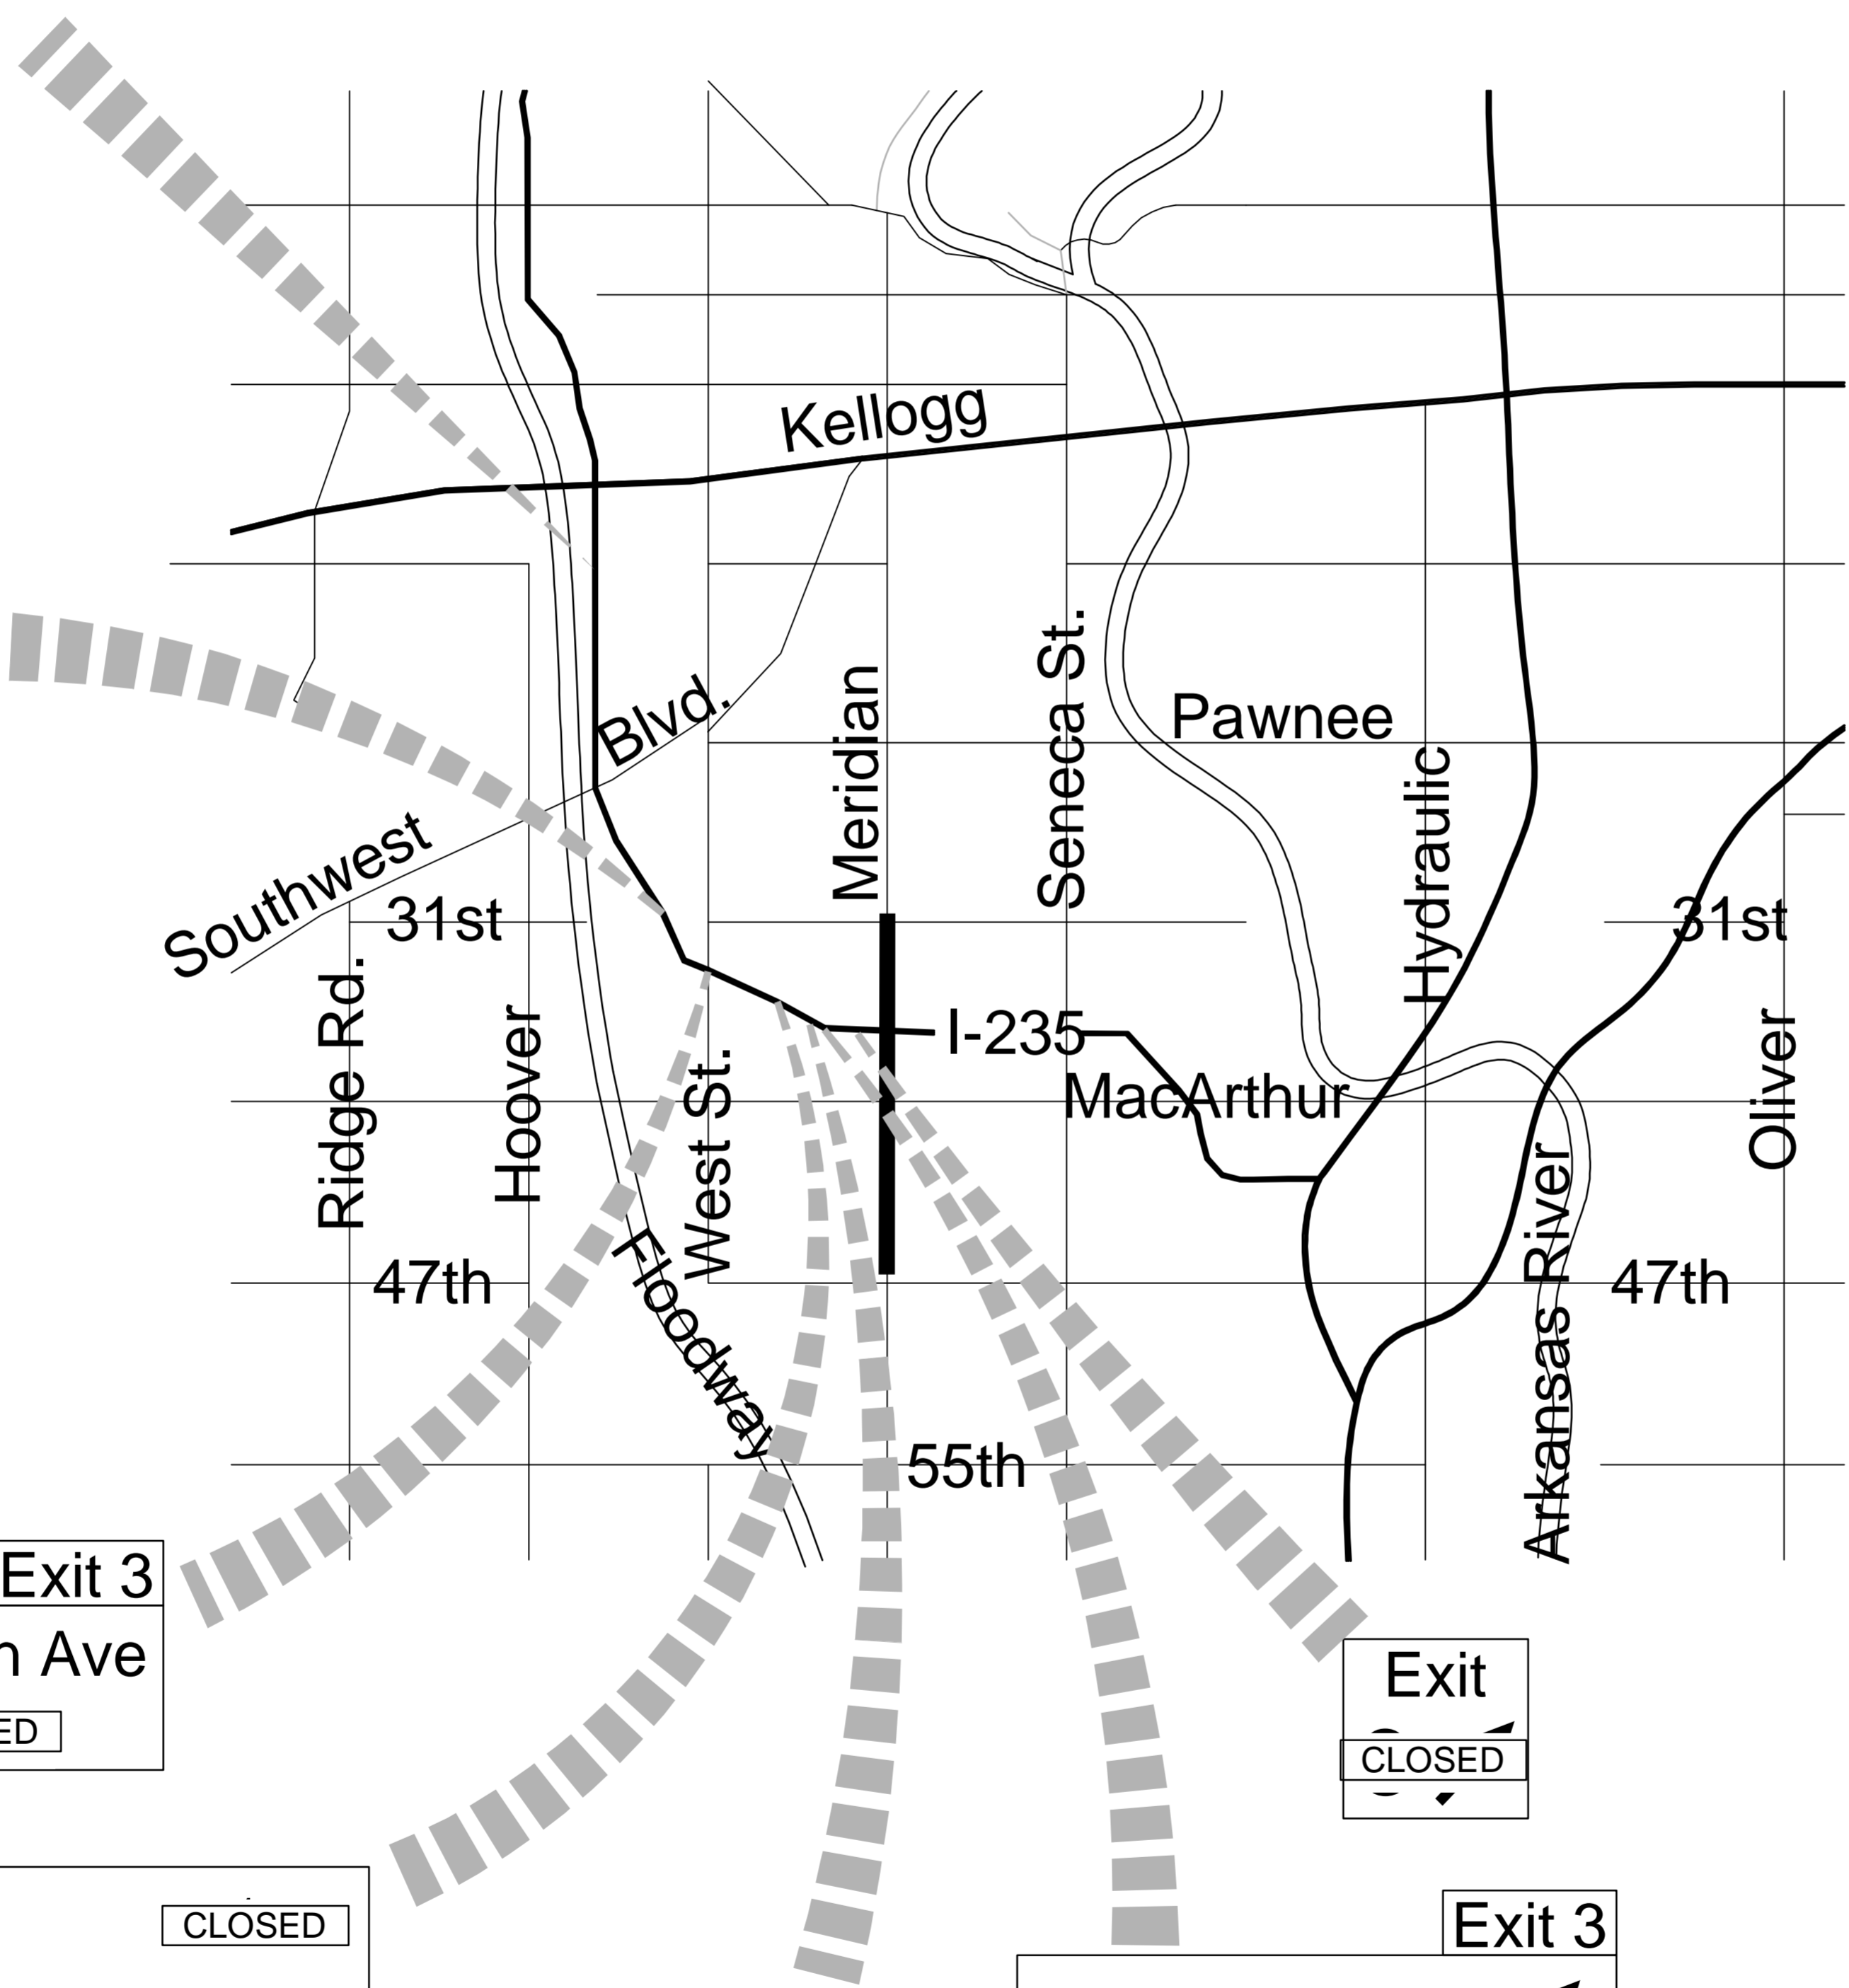 Kellogg
Blvd.
Southwest
Meridian
Seneca St.
Pawnee
Hydraulic
31st
31st
Ridge Rd.
Hoover
West St.
I-235
MacArthur
Oliver
47th
Floodway
Arkansas River
47th
55th
Exit 3
Ave
Exit
CLOSED
CLOSED
Exit 3